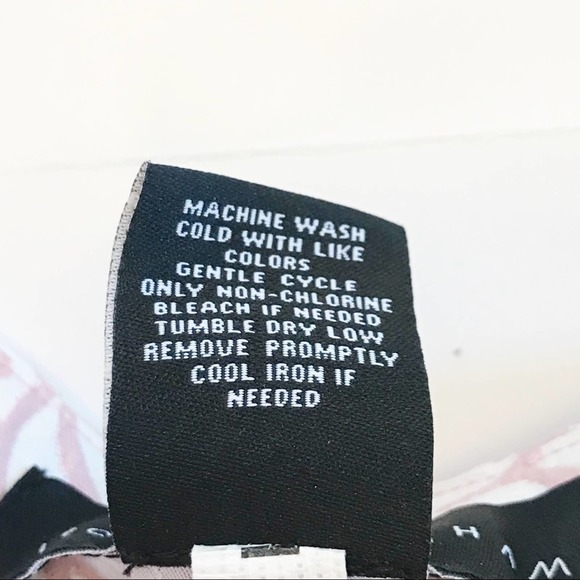 MACHINE WASH
COLD WITH LIKE
COLORS
GENTLE CYCLE
ONLY NON-CHLORINE
BLEACH IF NEEDED
TUMBLE DRY LOW
REMOVE PROMPTLY
COOL IRON IF
NEEDED